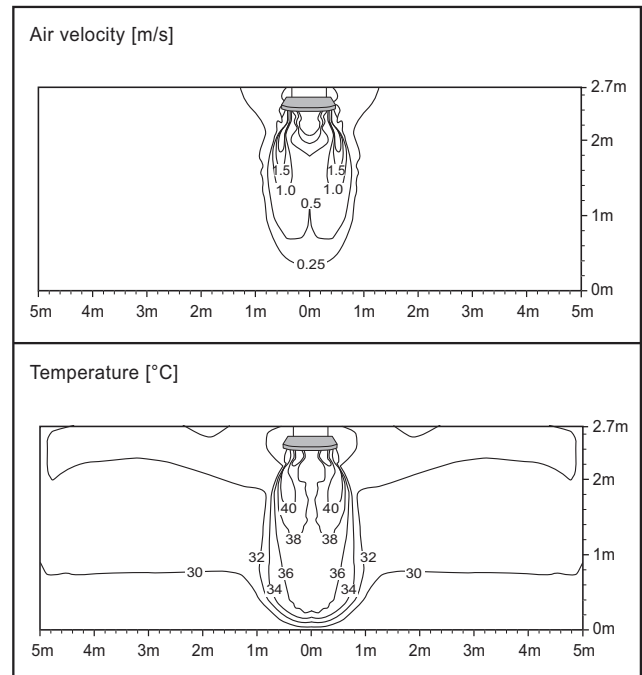 Air velocity [m/s]
2.7m
2m
1.5 1.5
1.0 1.0
0.5
1m
0.25
0m
5m 4m 3m 2m 1m 0m 1m 2m 3m 4m 5m
Temperature [°C]
2.7m
2m
40 40
38 38
32 32
1m
30 36 36 30
34 34
0m
5m 4m 3m 2m 1m 0m 1m 2m 3m 4m 5m